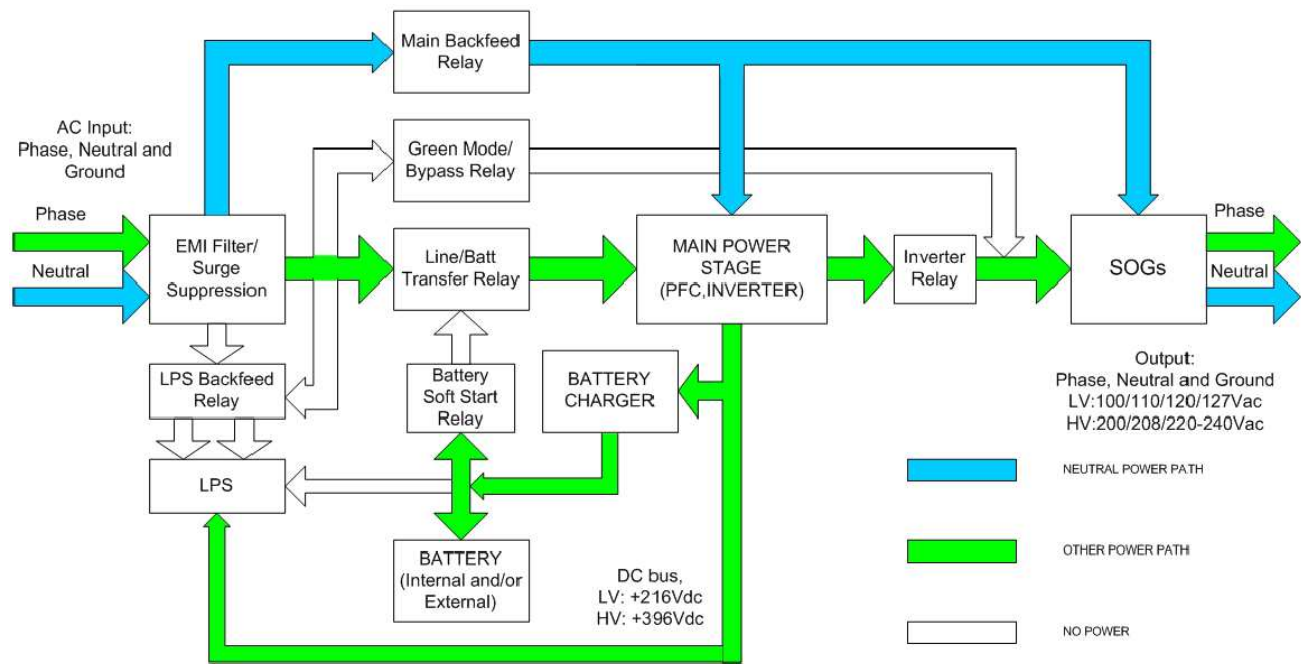 Main Backfeed
Relay
AC Input:
Phase, Neutral and
Ground
Green Mode/
Bypass Relay
Phase
Neutral
EMI Filter/
Surge
Suppression
Line/Batt
Transfer Relay
MAIN POWER
STAGE
(PFC,INVERTER)
Inverter
Relay
SOGs
Phase
Neutral
LPS Backfeed
Relay
Battery
Soft Start
Relay
BATTERY
CHARGER
Output:
Phase, Neutral and Ground
LV:100/110/120/127Vac
HV:200/208/220-240Vac
LPS
BATTERY
(Internal and/or
External)
DC bus,
LV: +216Vdc
HV: +396Vdc
NEUTRAL POWER PATH
OTHER POWER PATH
NO POWER